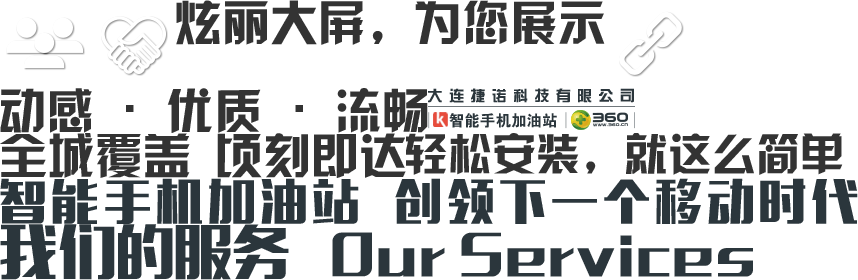 炫丽大屏，为您展示
动感 · 优质 · 流畅
大连捷诺科技有限公司
智能手机加油站 360
www.360.cn
全城覆盖 顷刻即达轻松安装，就这么简单
智能手机加油站 创领下一个移动时代
我们的服务 Our Services